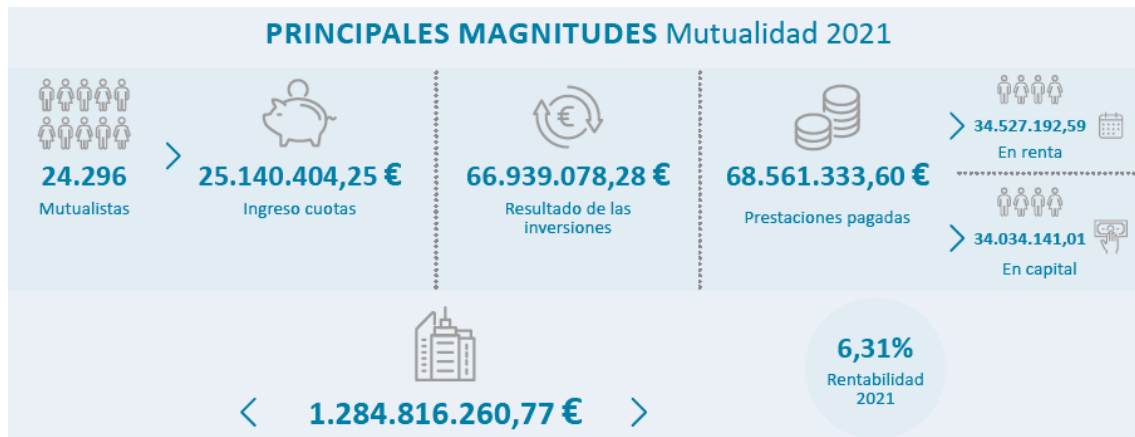 PRINCIPALES MAGNITUDES Mutualidad 2021
24.296
Mutualistas
25.140.404,25 €
Ingreso cuotas
66.939.078,28 €
Resultado de las
inversiones
68.561.333,60 €
Prestaciones pagadas
34.527.192,59
En renta
34.034.141,01
En capital
1.284.816.260,77 €
6,31%
Rentabilidad
2021